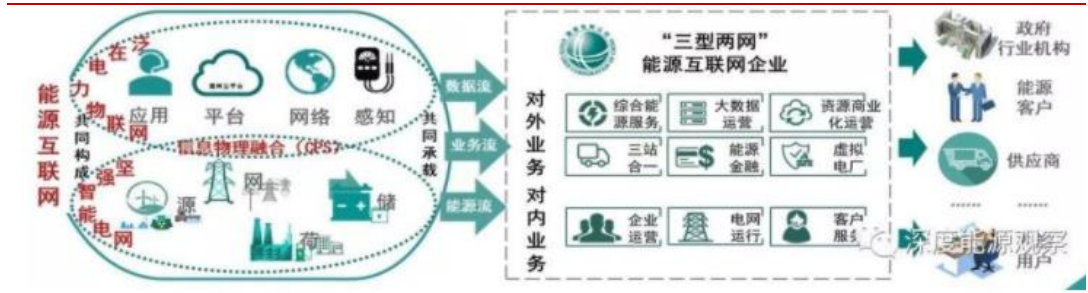 能源互联网
泛在电力物联网
共同构成
坚强智能电网
应用
平台
网络
感知
信息物理融合（CPS）
源
网
荷
储
共同承载
数据流
业务流
能源流
“三型两网”
能源互联网企业
对外业务
综合能
源服务
大数据
运营
资源商业
化运营
三站
合一
能源
金融
虚拟
电厂
对内业务
企业
运营
电网
运行
客户
服务
政府
行业机构
能源
客户
供应商
......
......
用户
深度能源观察